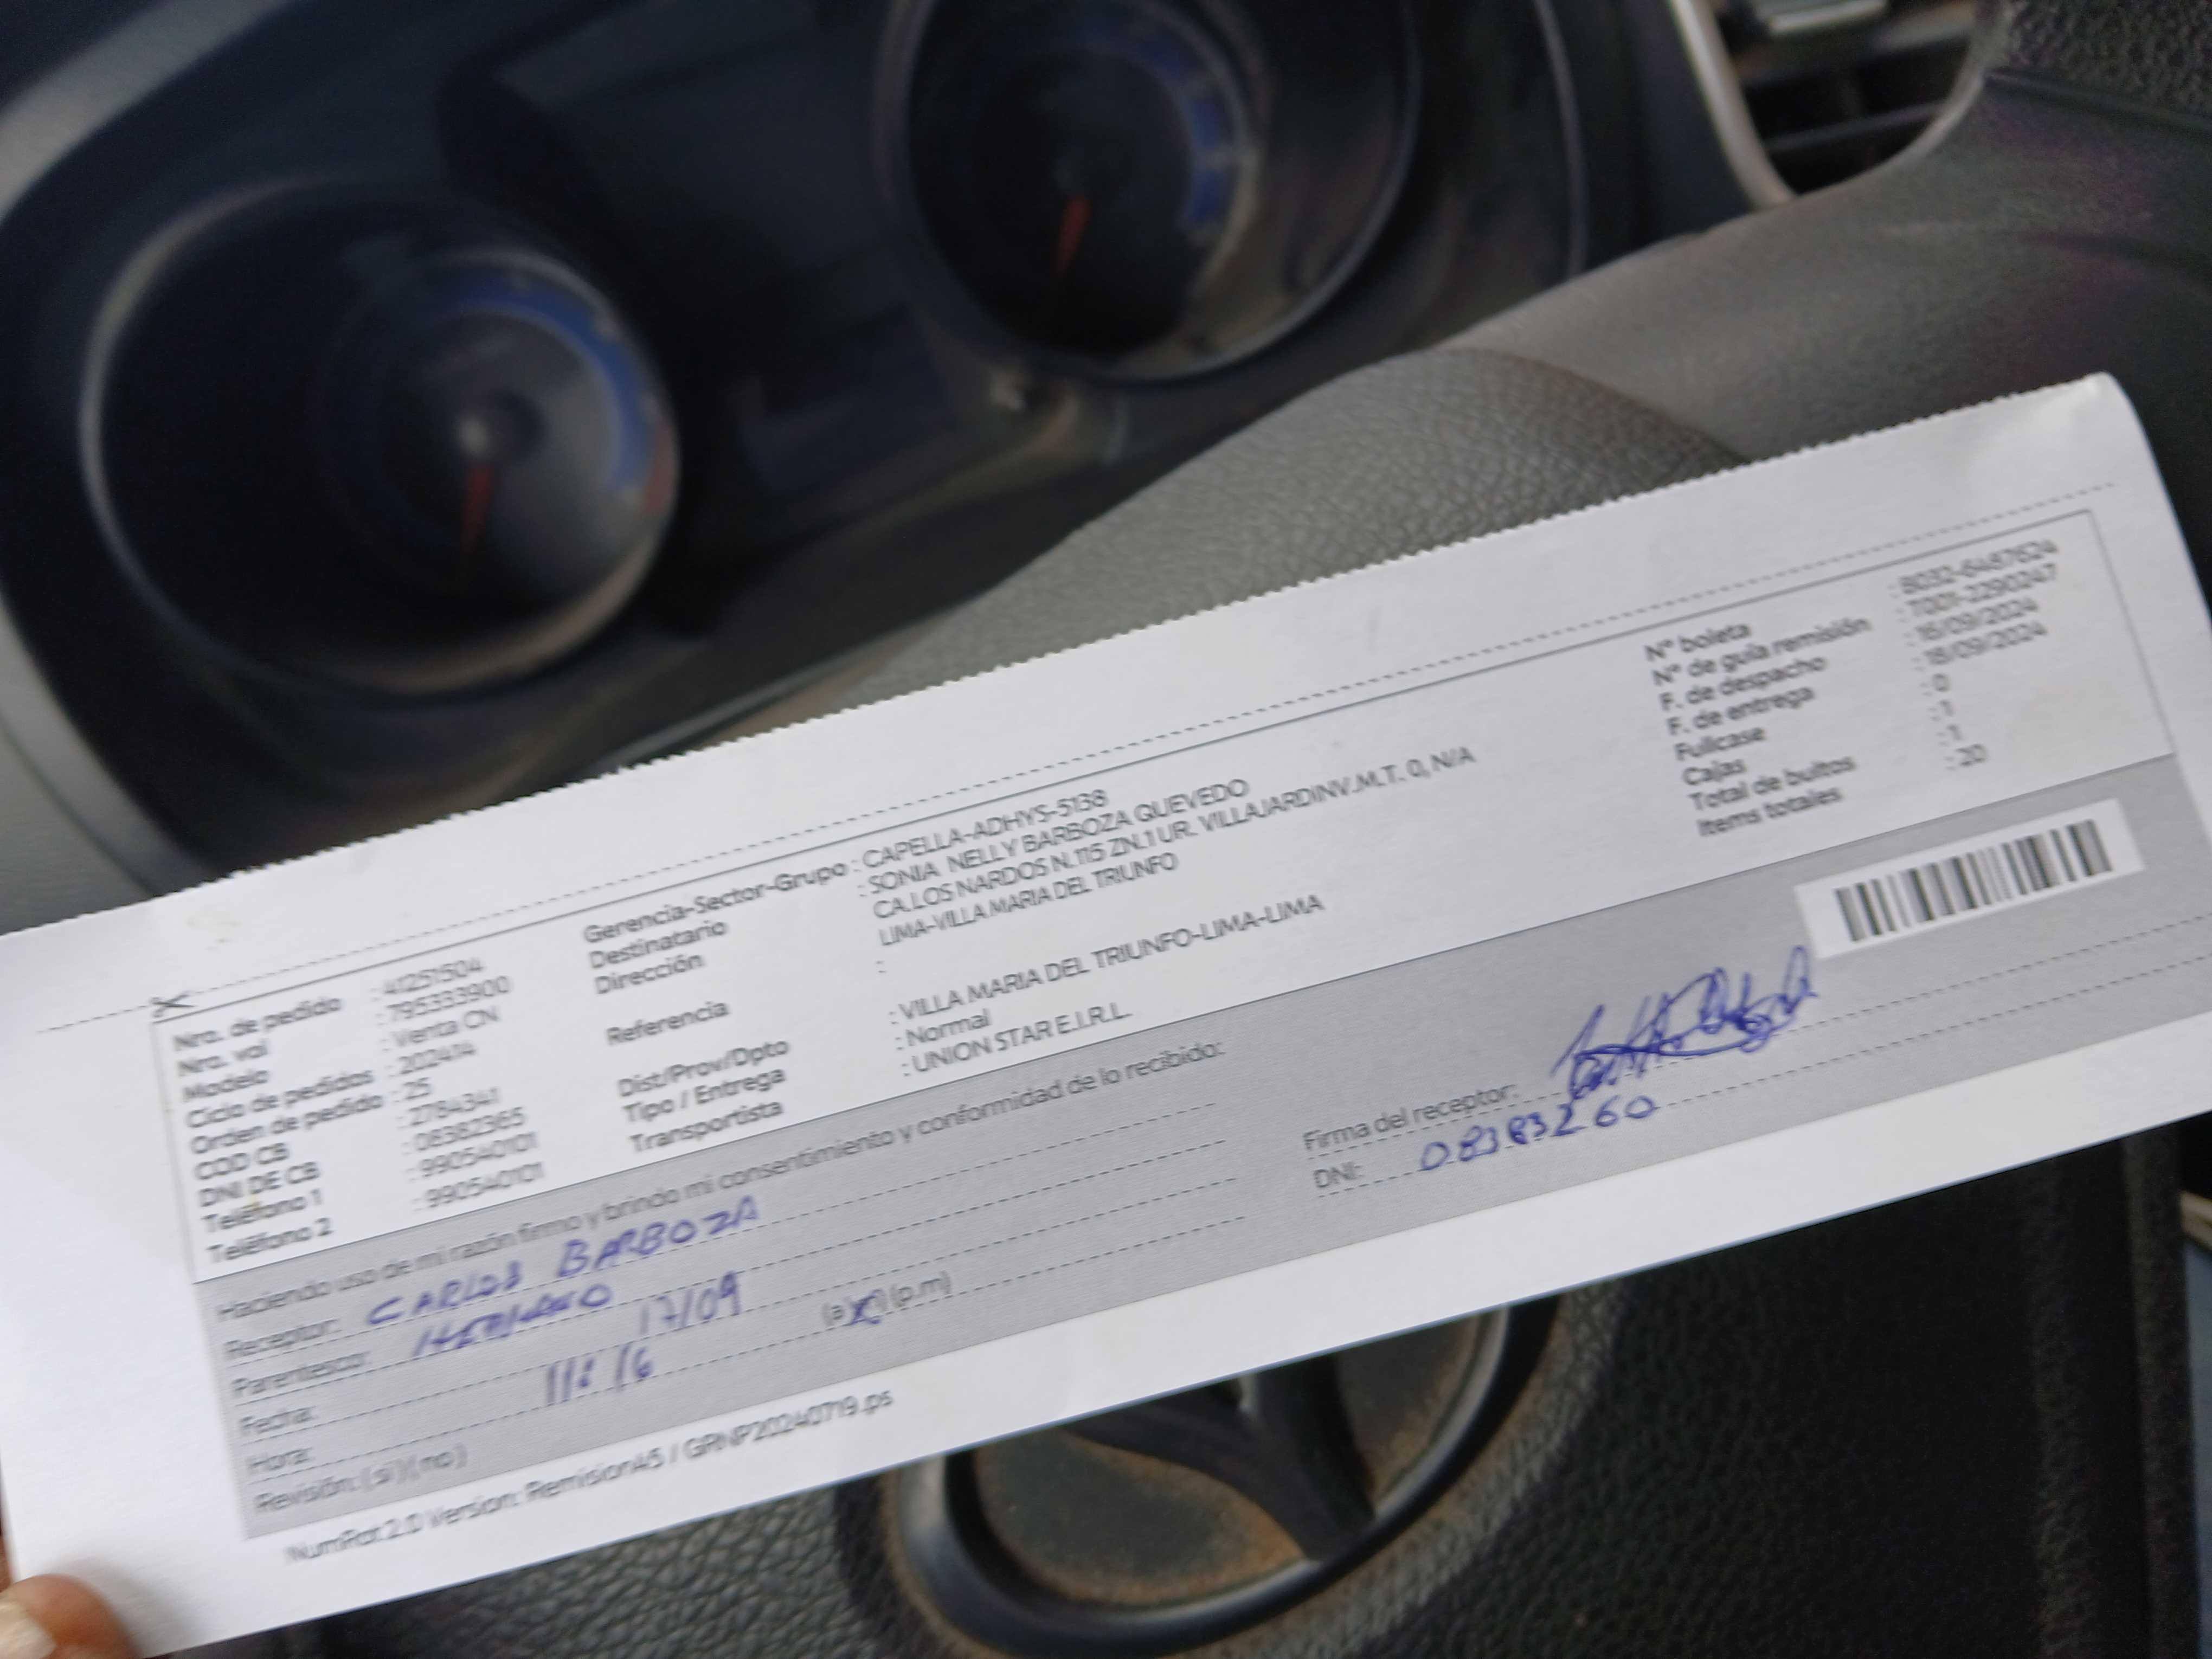 Nro. de pedido : 41251504
Nro. vol : 795333900
Modelo : Venta CN
Ciclo de pedidos : 202414
Orden de pedido : 25
COD CB : 2784341
DNI DE CB : 08382365
Teléfono 1 : 990540101
Teléfono 2 : 990540101
Gerencia-Sector-Grupo : CAPELLA-ADHYS-5138
Destinatario : SONIA NELLY BARBOZA QUEVEDO
Dirección CA.LOS NARDOS N.115 ZN.1 UR. VILLAJARDINV.M.T. 0, N/A
LIMA-VILLA MARIA DEL TRIUNFO
Referencia :
Dist/Prov/Dpto : VILLA MARIA DEL TRIUNFO-LIMA-LIMA
Tipo / Entrega : Normal
Transportista : UNION STAR E.I.R.L.
N° boleta : B032-6487624
N° de guía remisión : T001-2290247
F. de despacho : 16/09/2024
F. de entrega : 18/09/2024
Fullcase : 0
Cajas : 1
Total de bultos : 1
Items totales : 20
Haciendo uso de mi razón firmo y brindo mi consentimiento y conformidad de lo recibido:
Receptor: CARLOS BARBOZA
Parentesco: HERMANO
Fecha: 17/09
Hora: 11:16 (p.m)
Revisión: (si) (no)
Firma del receptor:
DNI: 08383260
NumRot 2.0 Version: RemisionA5 / GRNP20240719.ps